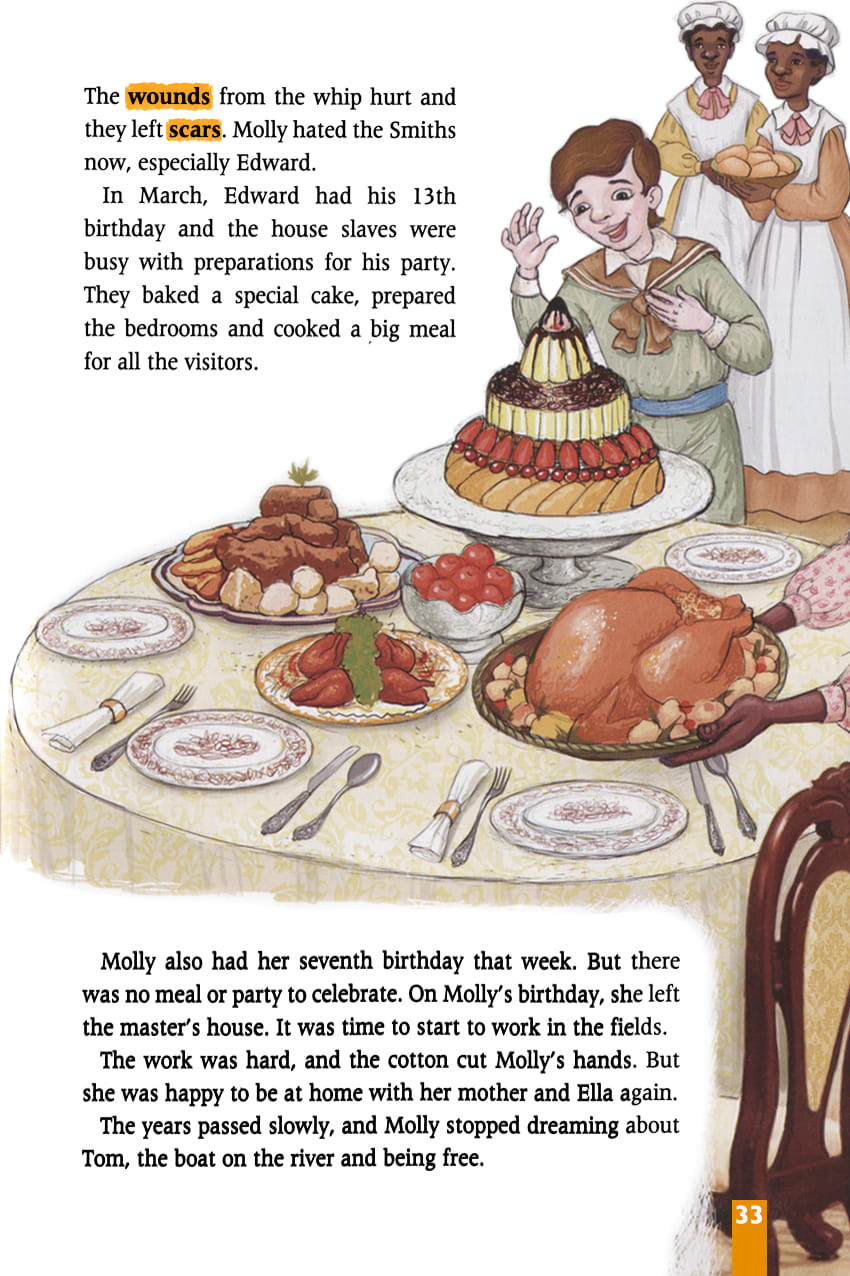 The wounds from the whip hurt and
they left scars. Molly hated the Smiths
now, especially Edward.
In March, Edward had his 13th
birthday and the house slaves were
busy with preparations for his party.
They baked a special cake, prepared
the bedrooms and cooked a big meal
for all the visitors.
Molly also had her seventh birthday that week. But there
was no meal or party to celebrate. On Molly's birthday, she left
the master's house. It was time to start to work in the fields.
The work was hard, and the cotton cut Molly's hands. But
she was happy to be at home with her mother and Ella again.
The years passed slowly, and Molly stopped dreaming about
Tom, the boat on the river and being free.
33